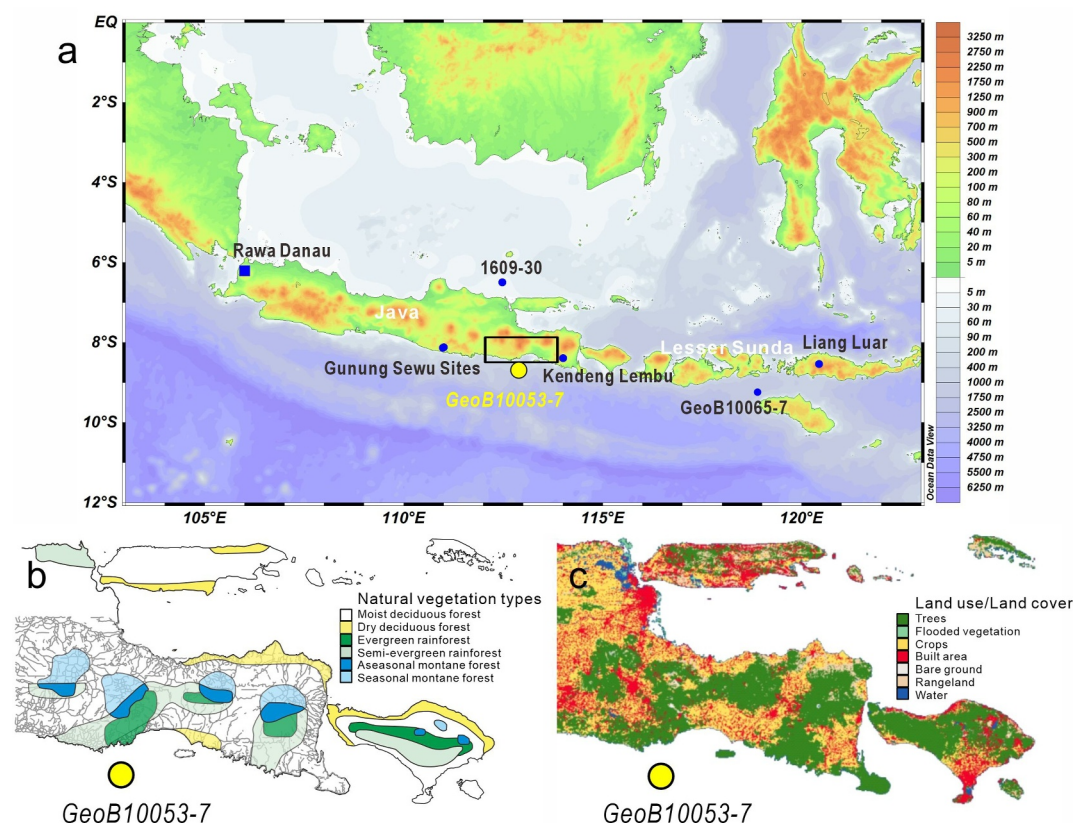 a
EQ
2°S
4°S
6°S
8°S
10°S
12°S
105°E
110°E
115°E
120°E
Rawa Danau
1609-30
Java
Lesser Sunda
Liang Luar
Gunung Sewu Sites
Kendeng Lembu
GeoB10053-7
GeoB10065-7
Ocean Data View
3250 m
2750 m
2250 m
1750 m
1250 m
900 m
700 m
500 m
300 m
200 m
100 m
80 m
60 m
40 m
20 m
5 m
5 m
30 m
60 m
90 m
200 m
400 m
1000 m
1750 m
2500 m
3250 m
4000 m
4750 m
5500 m
6250 m
b
Natural vegetation types
Moist deciduous forest
Dry deciduous forest
Evergreen rainforest
Semi-evergreen rainforest
Aseasonal montane forest
Seasonal montane forest
GeoB10053-7
c
Land use/Land cover
Trees
Flooded vegetation
Crops
Built area
Bare ground
Rangeland
Water
GeoB10053-7